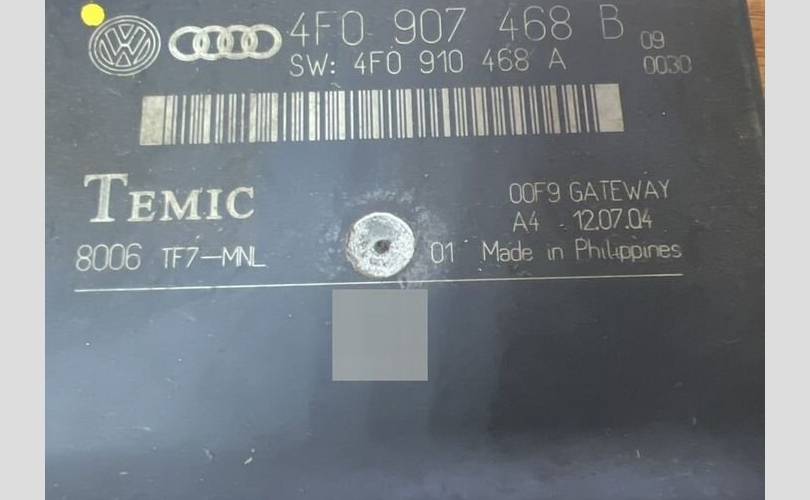 4F0 907 468 B 09
SW: 4F0 910 468 A 0030
TEMIC
00F9 GATEWAY
A4 12.07.04
8006 TF7-MNL 01 Made in Philippines